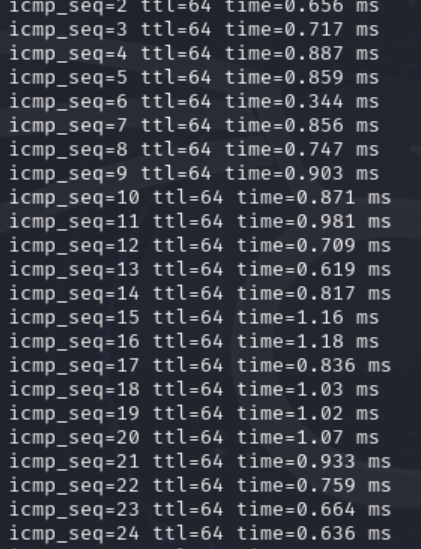 icmp_seq=2 ttl=64 time=0.656 ms
icmp_seq=3 ttl=64 time=0.717 ms
icmp_seq=4 ttl=64 time=0.887 ms
icmp_seq=5 ttl=64 time=0.859 ms
icmp_seq=6 ttl=64 time=0.344 ms
icmp_seq=7 ttl=64 time=0.856 ms
icmp_seq=8 ttl=64 time=0.747 ms
icmp_seq=9 ttl=64 time=0.903 ms
icmp_seq=10 ttl=64 time=0.871 ms
icmp_seq=11 ttl=64 time=0.981 ms
icmp_seq=12 ttl=64 time=0.709 ms
icmp_seq=13 ttl=64 time=0.619 ms
icmp_seq=14 ttl=64 time=0.817 ms
icmp_seq=15 ttl=64 time=1.16 ms
icmp_seq=16 ttl=64 time=1.18 ms
icmp_seq=17 ttl=64 time=0.836 ms
icmp_seq=18 ttl=64 time=1.03 ms
icmp_seq=19 ttl=64 time=1.02 ms
icmp_seq=20 ttl=64 time=1.07 ms
icmp_seq=21 ttl=64 time=0.933 ms
icmp_seq=22 ttl=64 time=0.759 ms
icmp_seq=23 ttl=64 time=0.664 ms
icmp_seq=24 ttl=64 time=0.636 ms